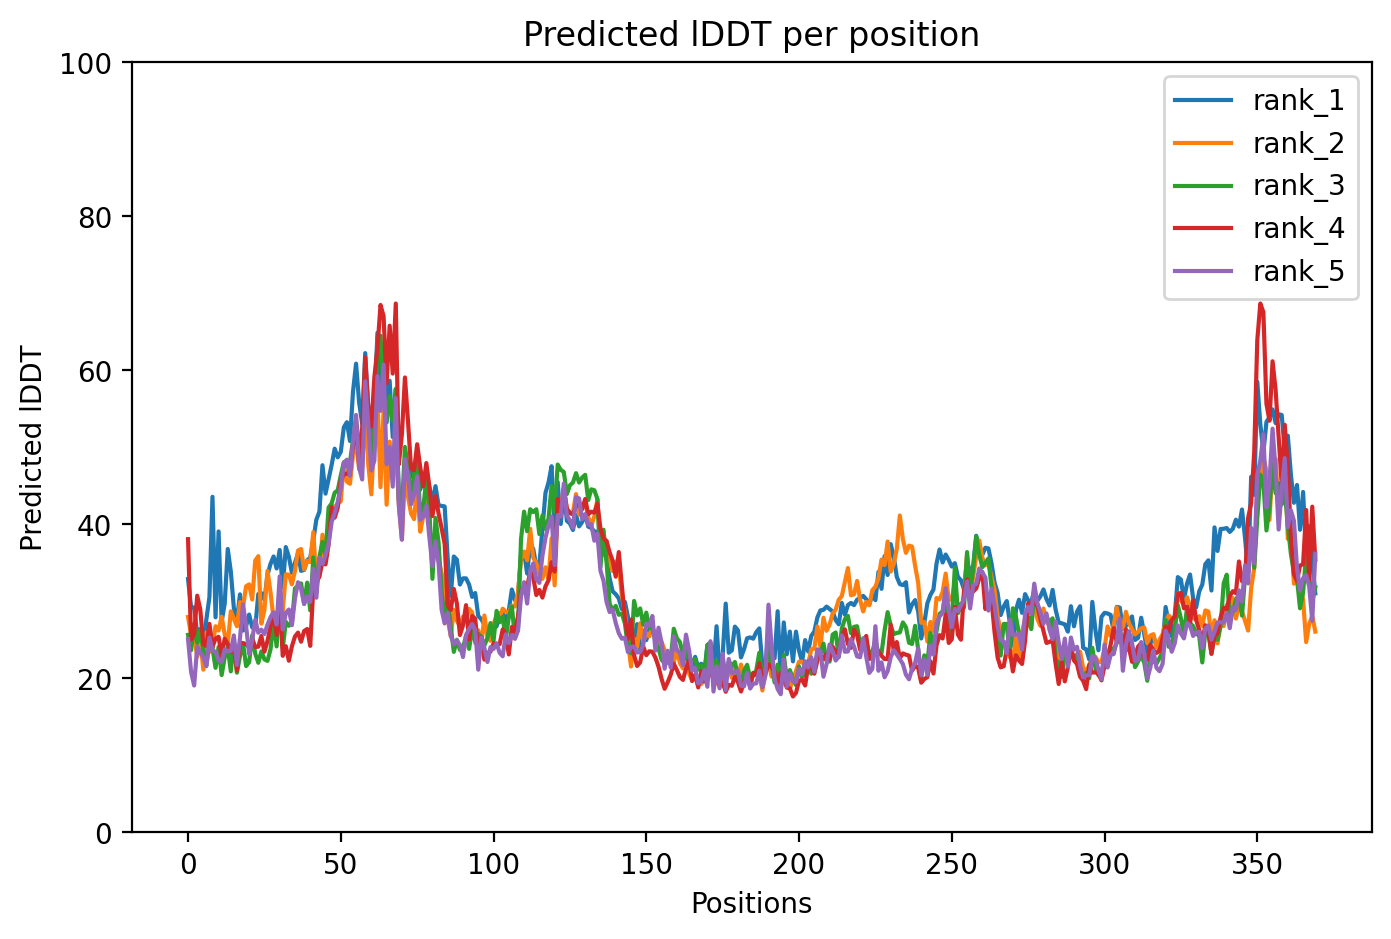 Predicted lDDT per position
100
80
60
40
20
0
Predicted lDDT
rank_1
rank_2
rank_3
rank_4
rank_5
0 50 100 150 200 250 300 350
Positions